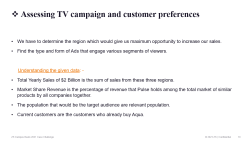 ❖ Assessing TV campaign and customer preferences
• We have to determine the region which would give us maximum opportunity to increase our sales.
• Find the type and form of Ads that engage various segments of viewers.
Understanding the given data
• Total Yearly Sales of $2 Billion is the sum of sales from these three regions.
• Market Share Revenue is the percentage of revenue that Pulse holds among the total market of similar
products by all companies together.
• The population that would be the target audience are relevant population.
• Current customers are the customers who already buy Aqua